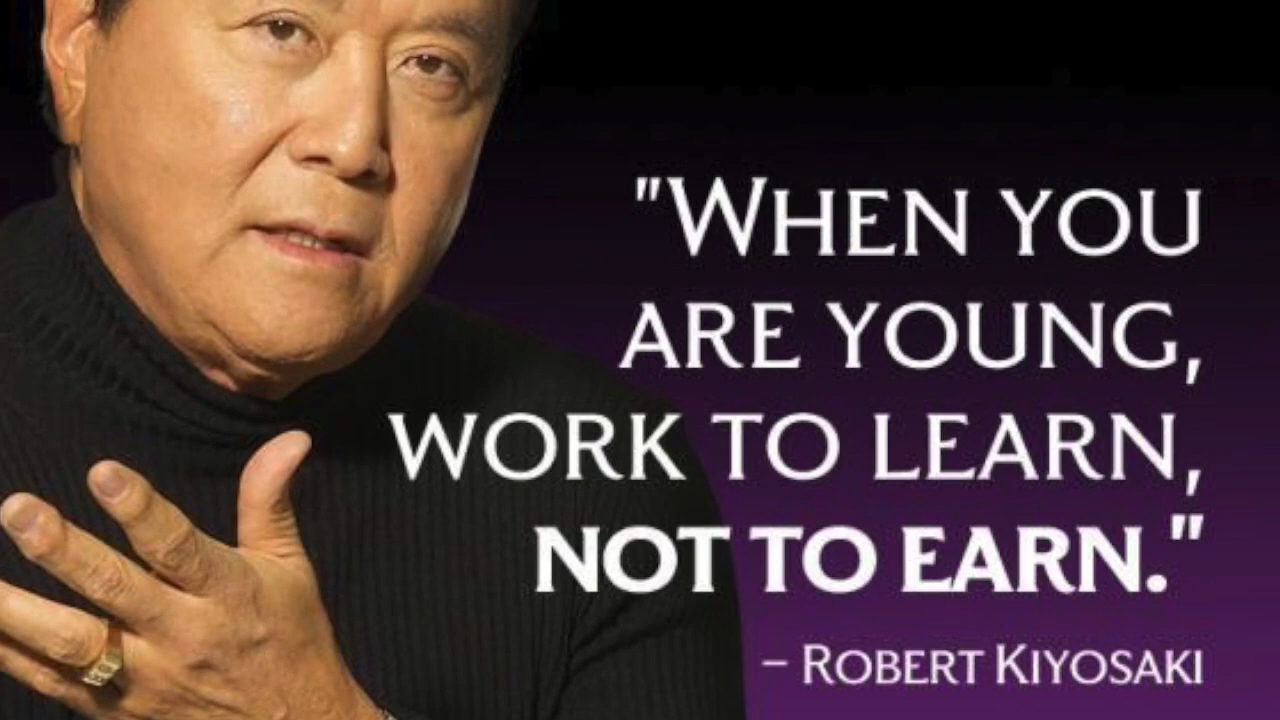 "WHEN YOU
ARE YOUNG,
WORK TO LEARN,
NOT TO EARN."
– ROBERT KIYOSAKI